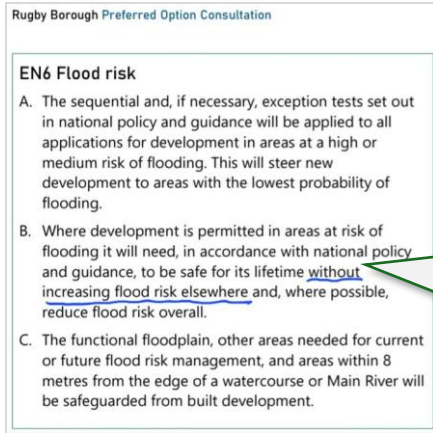 Rugby Borough Preferred Option Consultation
EN6 Flood risk
A. The sequential and, if necessary, exception tests set out
in national policy and guidance will be applied to all
applications for development in areas at a high or
medium risk of flooding. This will steer new
development to areas with the lowest probability of
flooding.
B. Where development is permitted in areas at risk of
flooding it will need, in accordance with national policy
and guidance, to be safe for its lifetime without
increasing flood risk elsewhere and, where possible,
reduce flood risk overall.
C. The functional floodplain, other areas needed for current
or future flood risk management, and areas within 8
metres from the edge of a watercourse or Main River will
be safeguarded from built development.